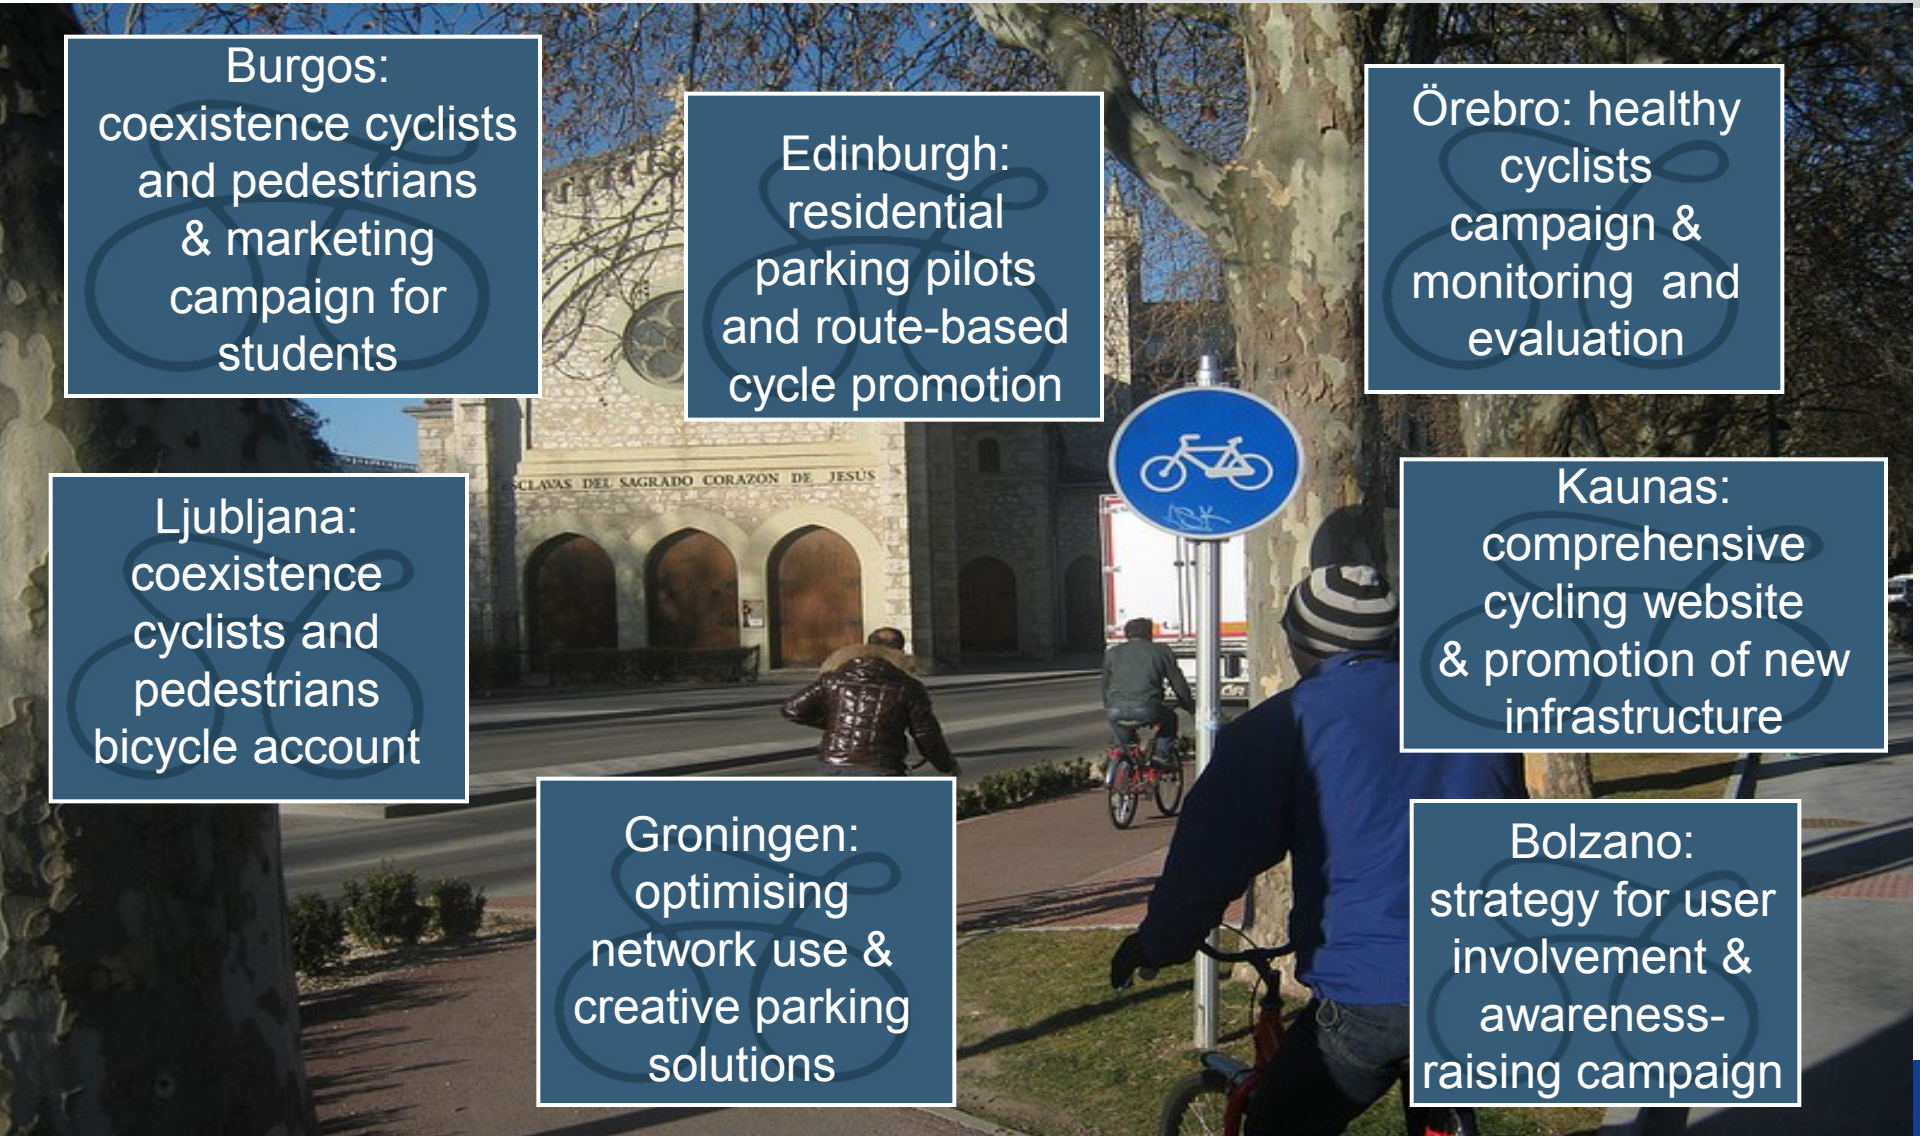 Burgos:
coexistence cyclists
and pedestrians
& marketing
campaign for
students
Edinburgh:
residential
parking pilots
and route-based
cycle promotion
Örebro: healthy
cyclists
campaign &
monitoring and
evaluation
ESCLAVAS DEL SAGRADO CORAZON DE JESÚS
Ljubljana:
coexistence
cyclists and
pedestrians
bicycle account
Kaunas:
comprehensive
cycling website
& promotion of new
infrastructure
Groningen:
optimising
network use &
creative parking
solutions
Bolzano:
strategy for user
involvement &
awareness-
raising campaign